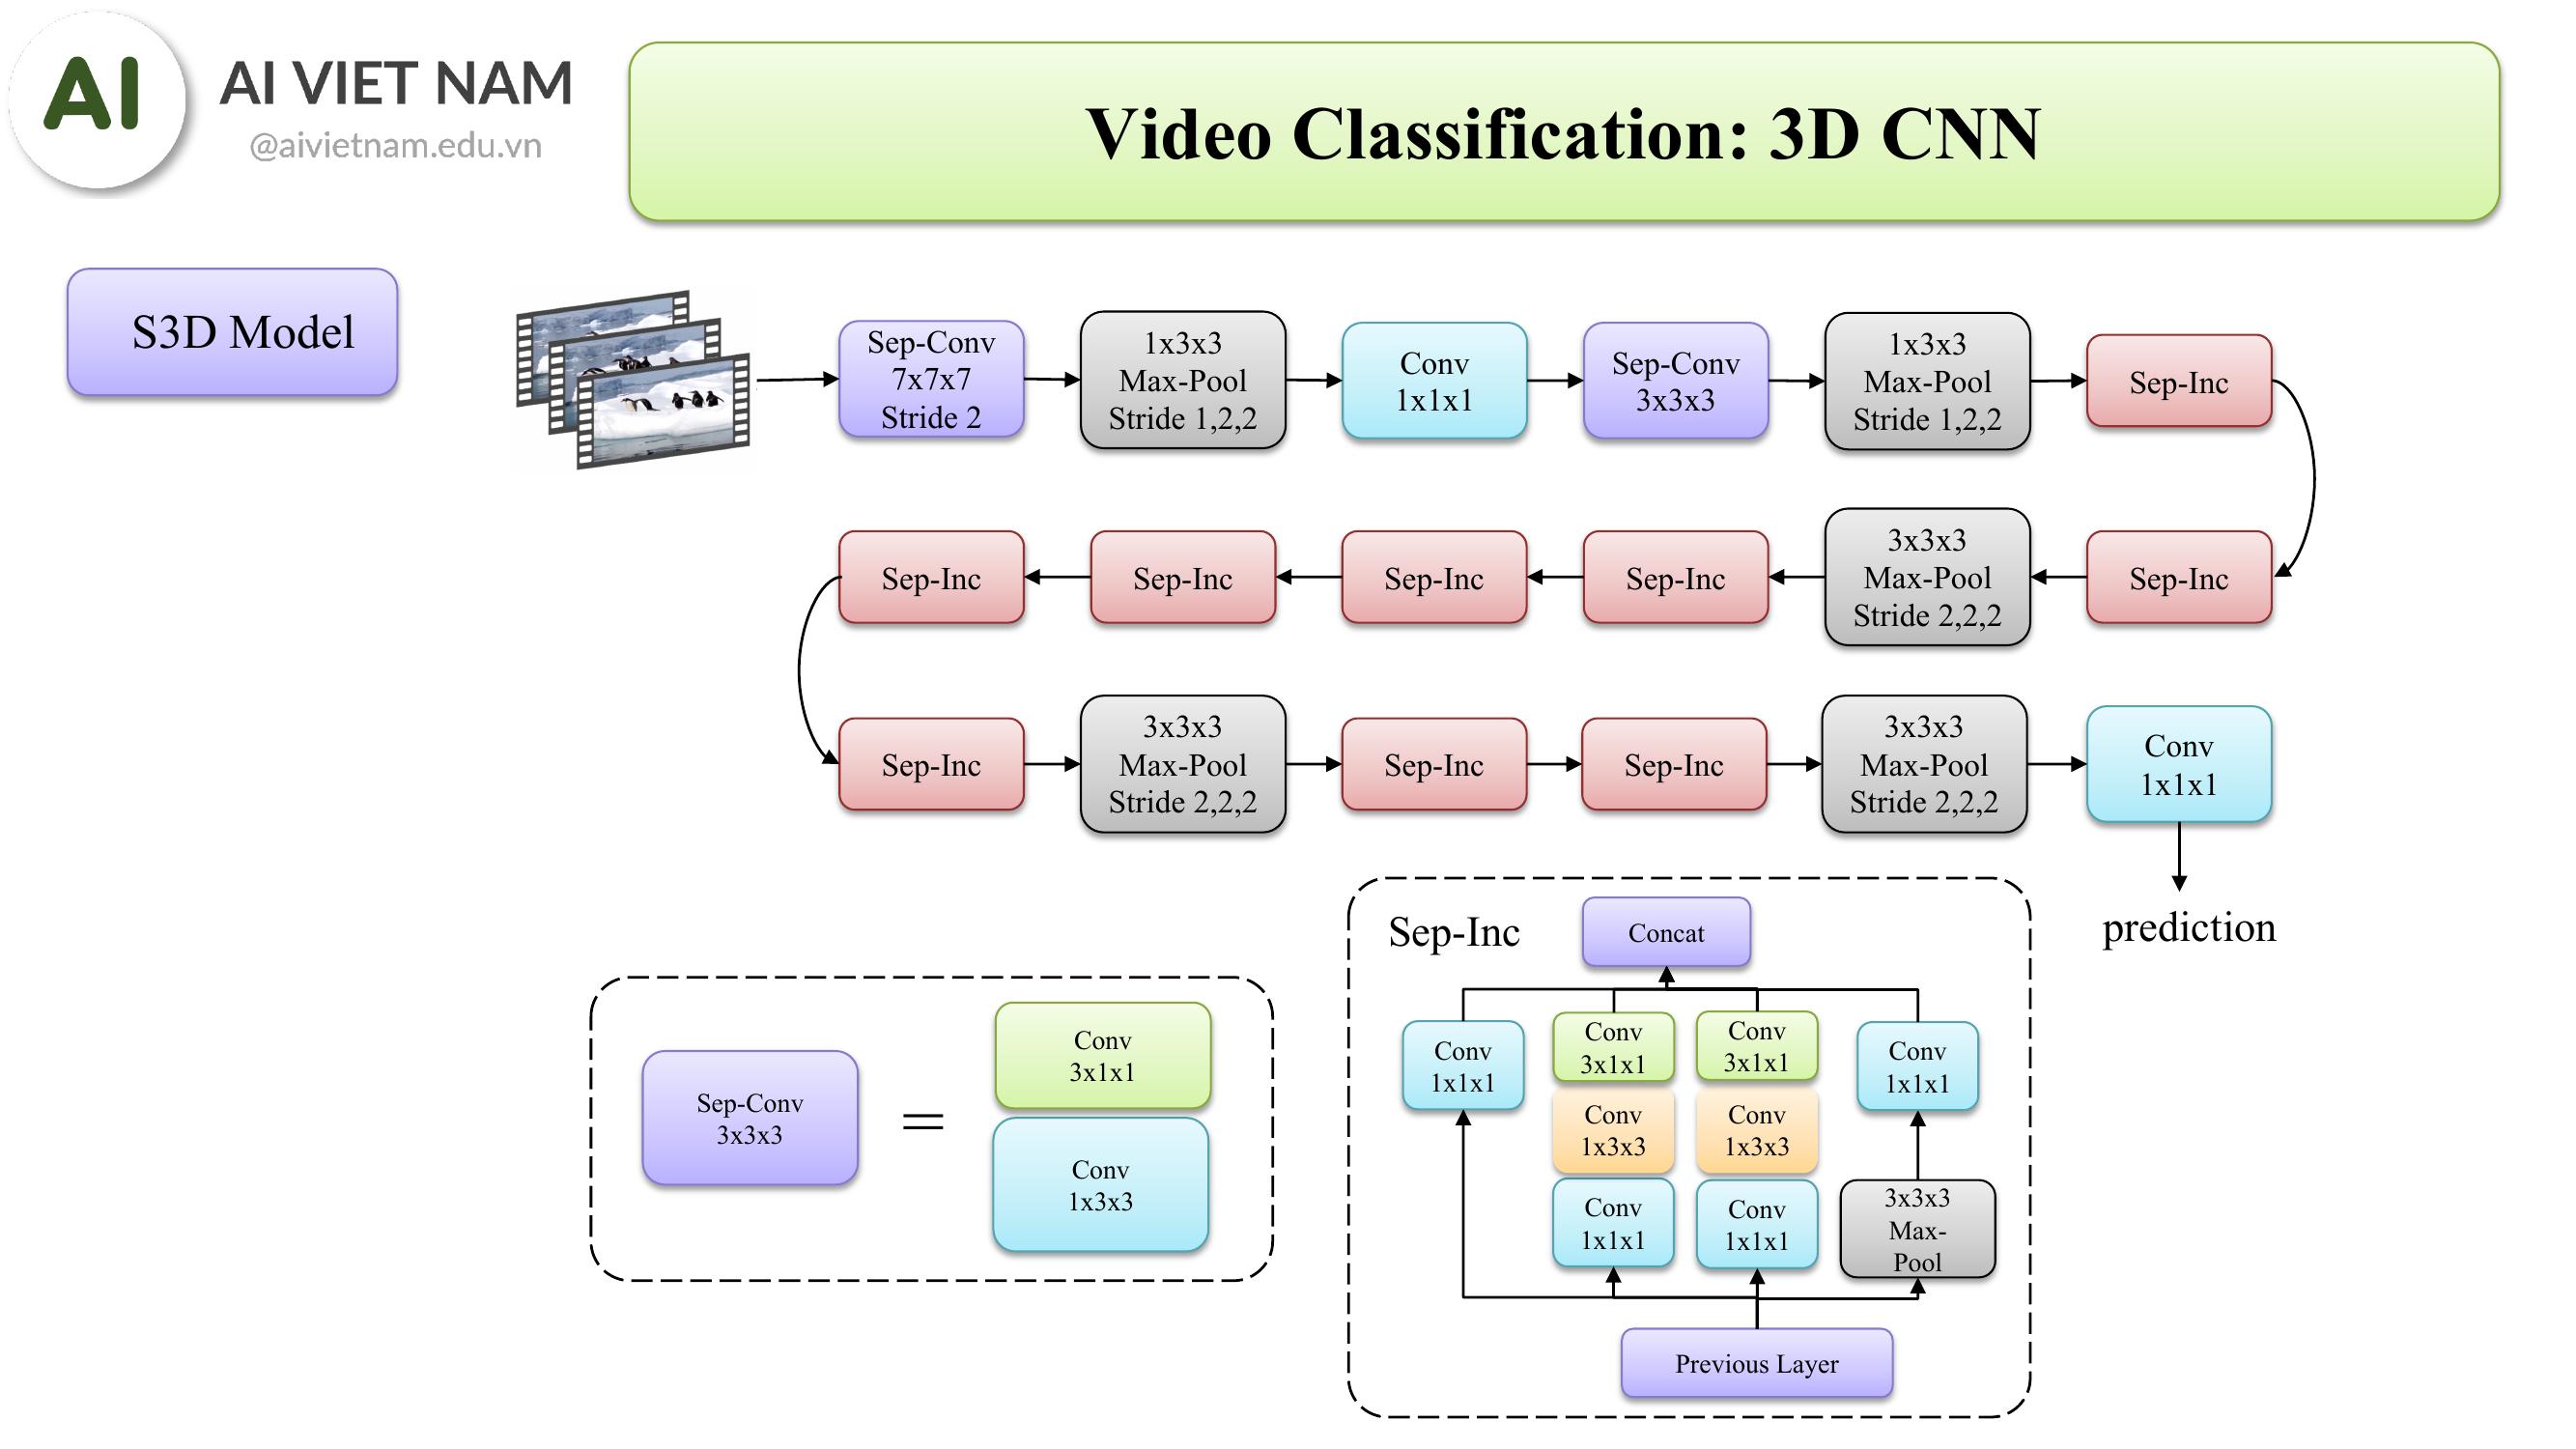 AI
AI VIET NAM
@aivietnam.edu.vn
Video Classification: 3D CNN
S3D Model
Sep-Conv
7x7x7
Stride 2
1x3x3
Max-Pool
Stride 1,2,2
Conv
1x1x1
Sep-Conv
3x3x3
1x3x3
Max-Pool
Stride 1,2,2
Sep-Inc
Sep-Inc
Sep-Inc
Sep-Inc
Sep-Inc
3x3x3
Max-Pool
Stride 2,2,2
Sep-Inc
Sep-Inc
3x3x3
Max-Pool
Stride 2,2,2
Sep-Inc
Sep-Inc
3x3x3
Max-Pool
Stride 2,2,2
Conv
1x1x1
prediction
Sep-Conv
3x3x3
=
Conv
3x1x1
Conv
1x3x3
Sep-Inc
Concat
Conv
1x1x1
Conv
3x1x1
Conv
3x1x1
Conv
1x1x1
Conv
1x3x3
Conv
1x3x3
Conv
1x1x1
Conv
1x1x1
3x3x3
Max-
Pool
Previous Layer